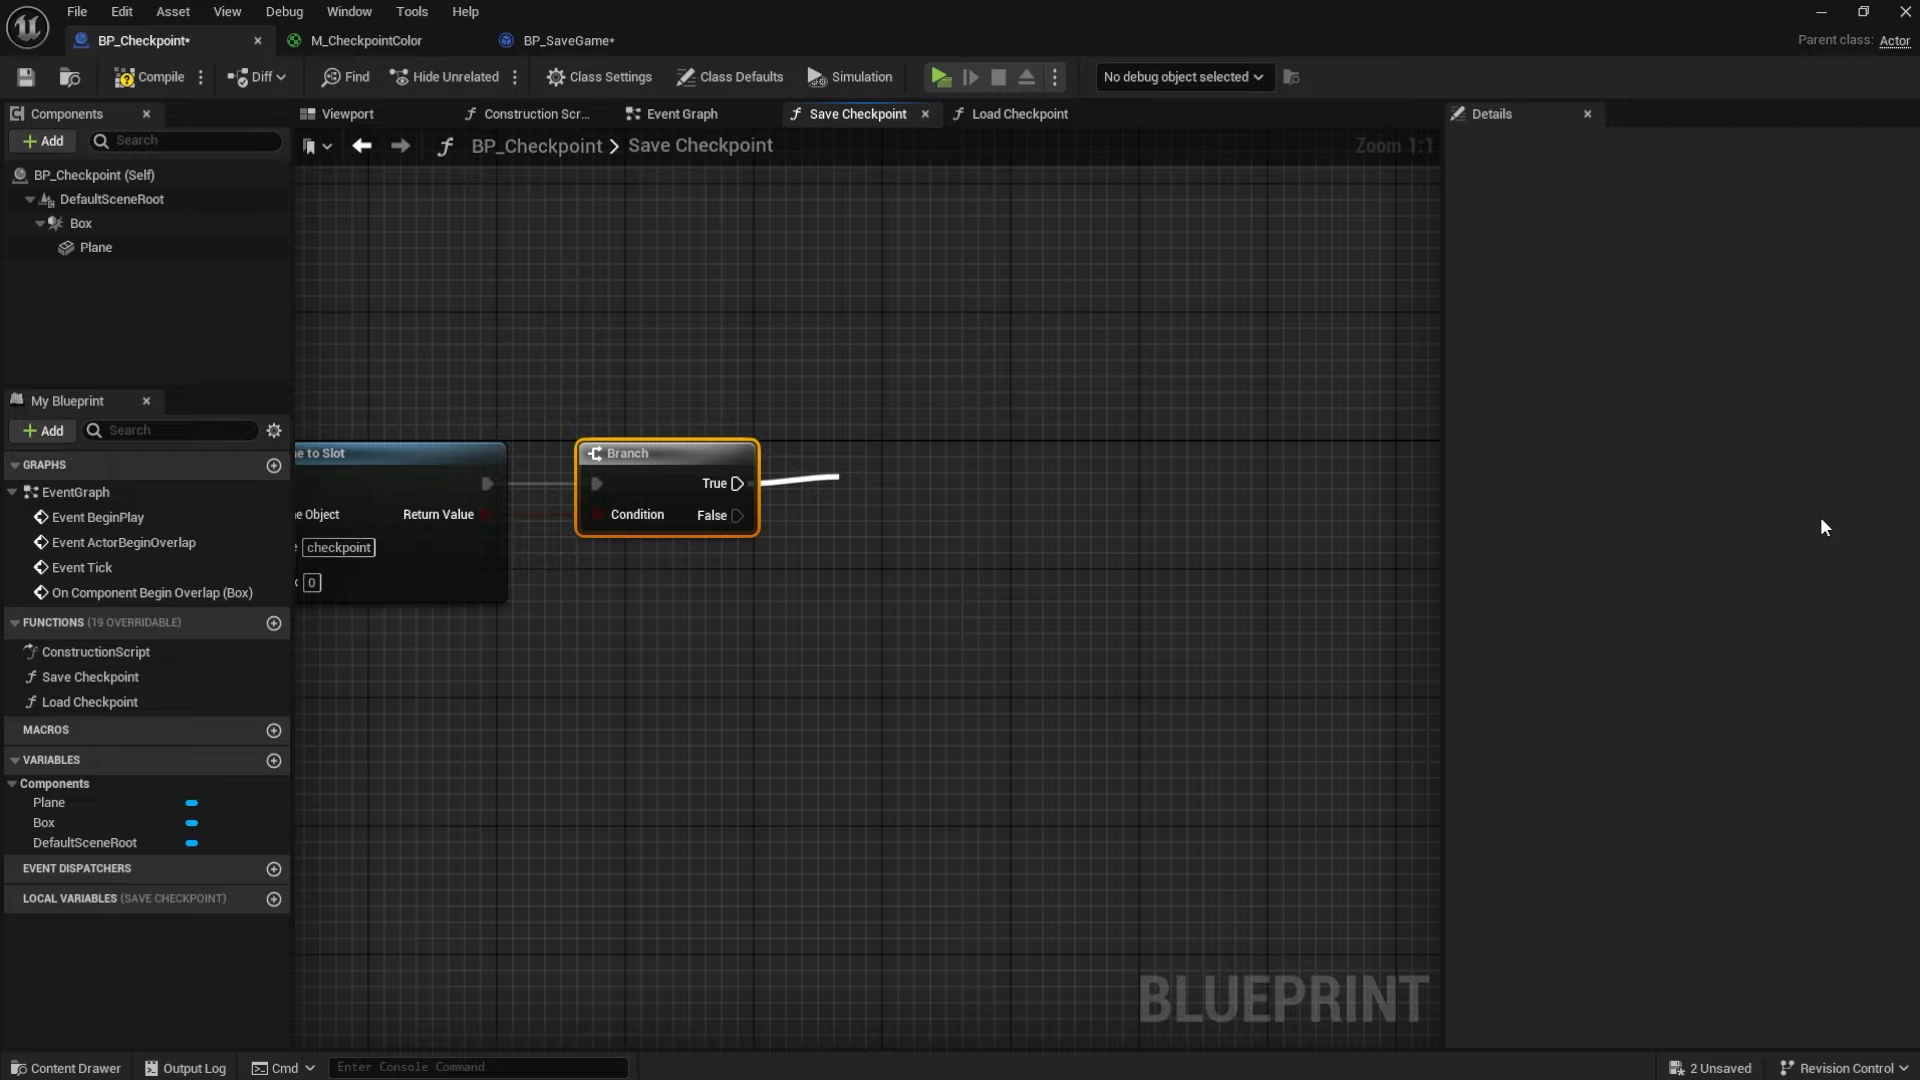 File Edit Asset View Debug Window Tools Help
BP_Checkpoint* M_CheckpointColor BP_SaveGame* Parent class: Actor
Compile Diff Find Hide Unrelated Class Settings Class Defaults Simulation No debug object selected
Components Viewport Construction Scr... Event Graph Save Checkpoint Load Checkpoint Details
Add Search BP_Checkpoint > Save Checkpoint Zoom 1:1
BP_Checkpoint (Self)
DefaultSceneRoot
Box
Plane
My Blueprint
Add Search
GRAPHS
EventGraph
Event BeginPlay
Event ActorBeginOverlap
Event Tick
On Component Begin Overlap (Box)
FUNCTIONS (19 OVERRIDABLE)
ConstructionScript
Save Checkpoint
Load Checkpoint
MACROS
VARIABLES
Components
Plane
Box
DefaultSceneRoot
EVENT DISPATCHERS
LOCAL VARIABLES (SAVE CHECKPOINT)
e to Slot
e Object Return Value
checkpoint
0
Branch
True
Condition False
BLUEPRINT
Content Drawer Output Log Cmd Enter Console Command 2 Unsaved Revision Control